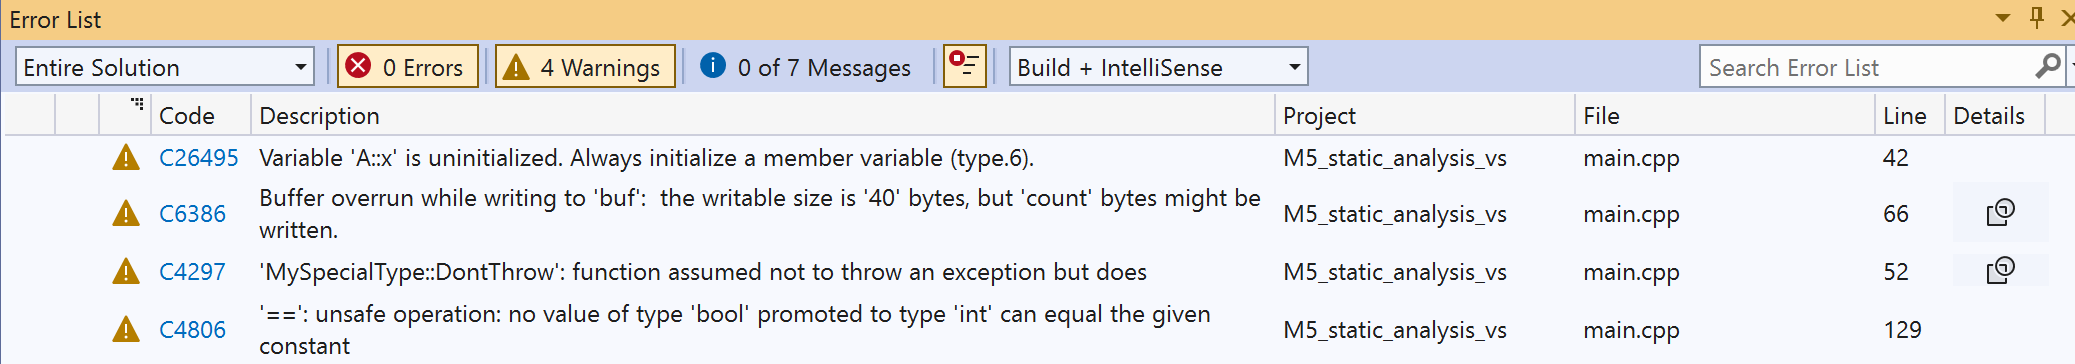 Error List
Entire Solution
0 Errors
4 Warnings
0 of 7 Messages
Build + IntelliSense
Search Error List
Code Description Project File Line Details
C26495 Variable 'A::x' is uninitialized. Always initialize a member variable (type.6). M5_static_analysis_vs main.cpp 42
C6386 Buffer overrun while writing to 'buf':  the writable size is '40' bytes, but 'count' bytes might be
written. M5_static_analysis_vs main.cpp 66
C4297 'MySpecialType::DontThrow': function assumed not to throw an exception but does M5_static_analysis_vs main.cpp 52
C4806 '==': unsafe operation: no value of type 'bool' promoted to type 'int' can equal the given
constant M5_static_analysis_vs main.cpp 129